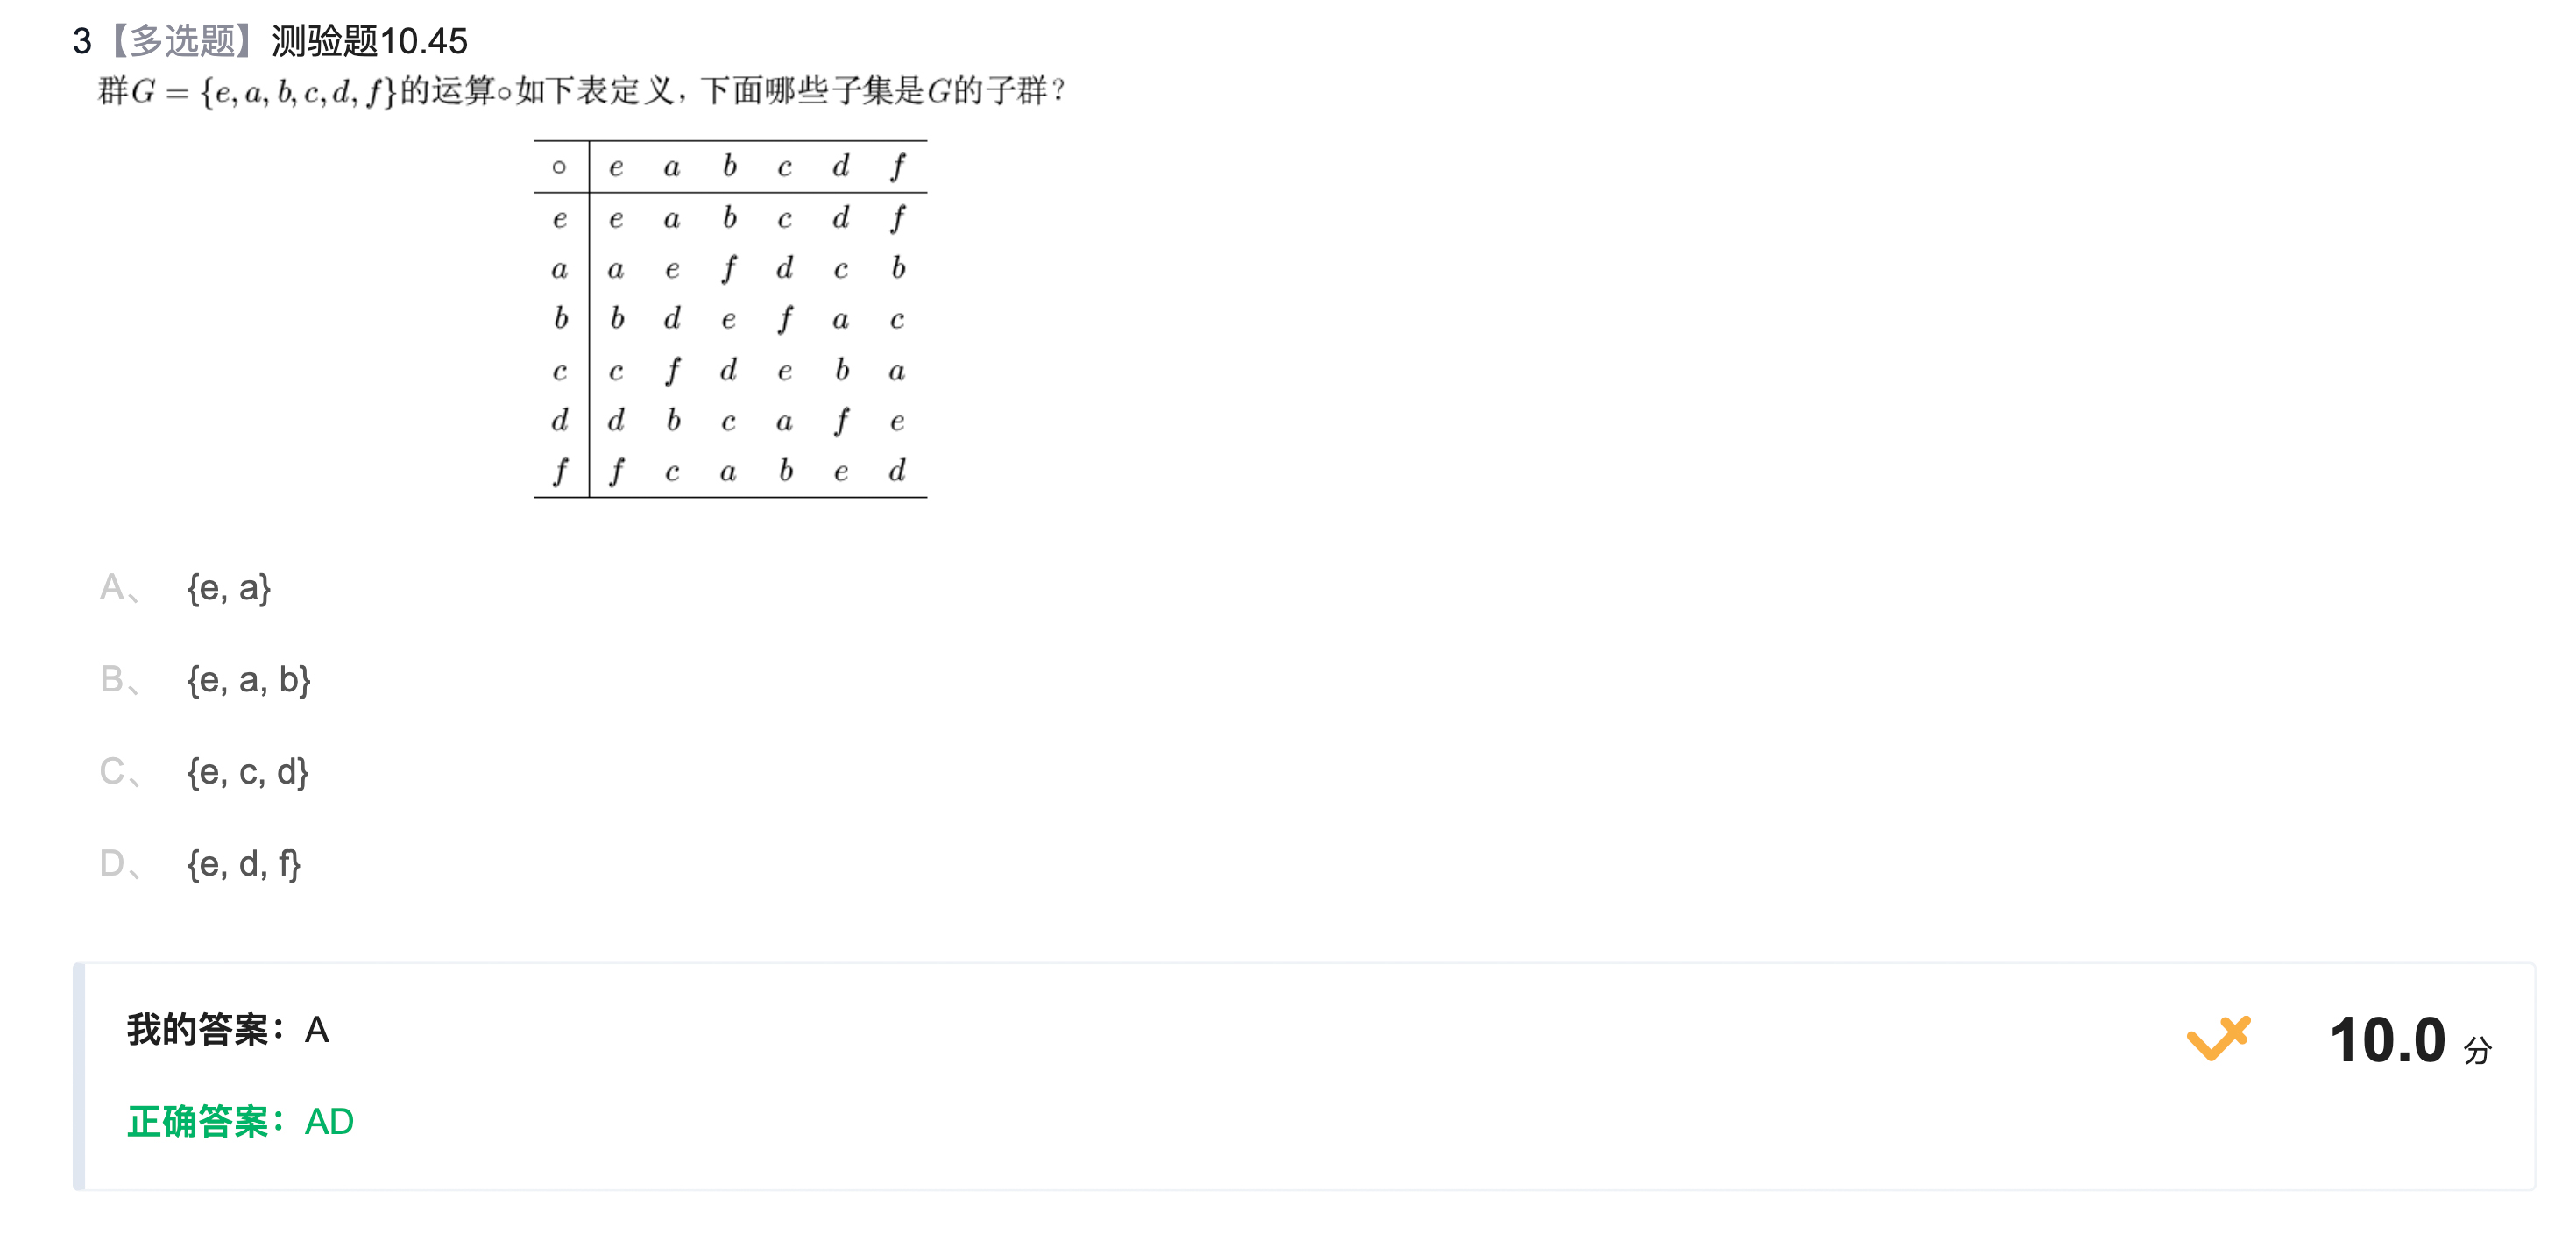 3【多选题】测验题10.45
群G = {e, a, b, c, d, f}的运算∘如下表定义，下面哪些子集是G的子群？
∘ e a b c d f
e e a b c d f
a a e f d c b
b b d e f a c
c c f d e b a
d d b c a f e
f f c a b e d
A、 {e, a}
B、 {e, a, b}
C、 {e, c, d}
D、 {e, d, f}
我的答案：A
10.0 分
正确答案：AD